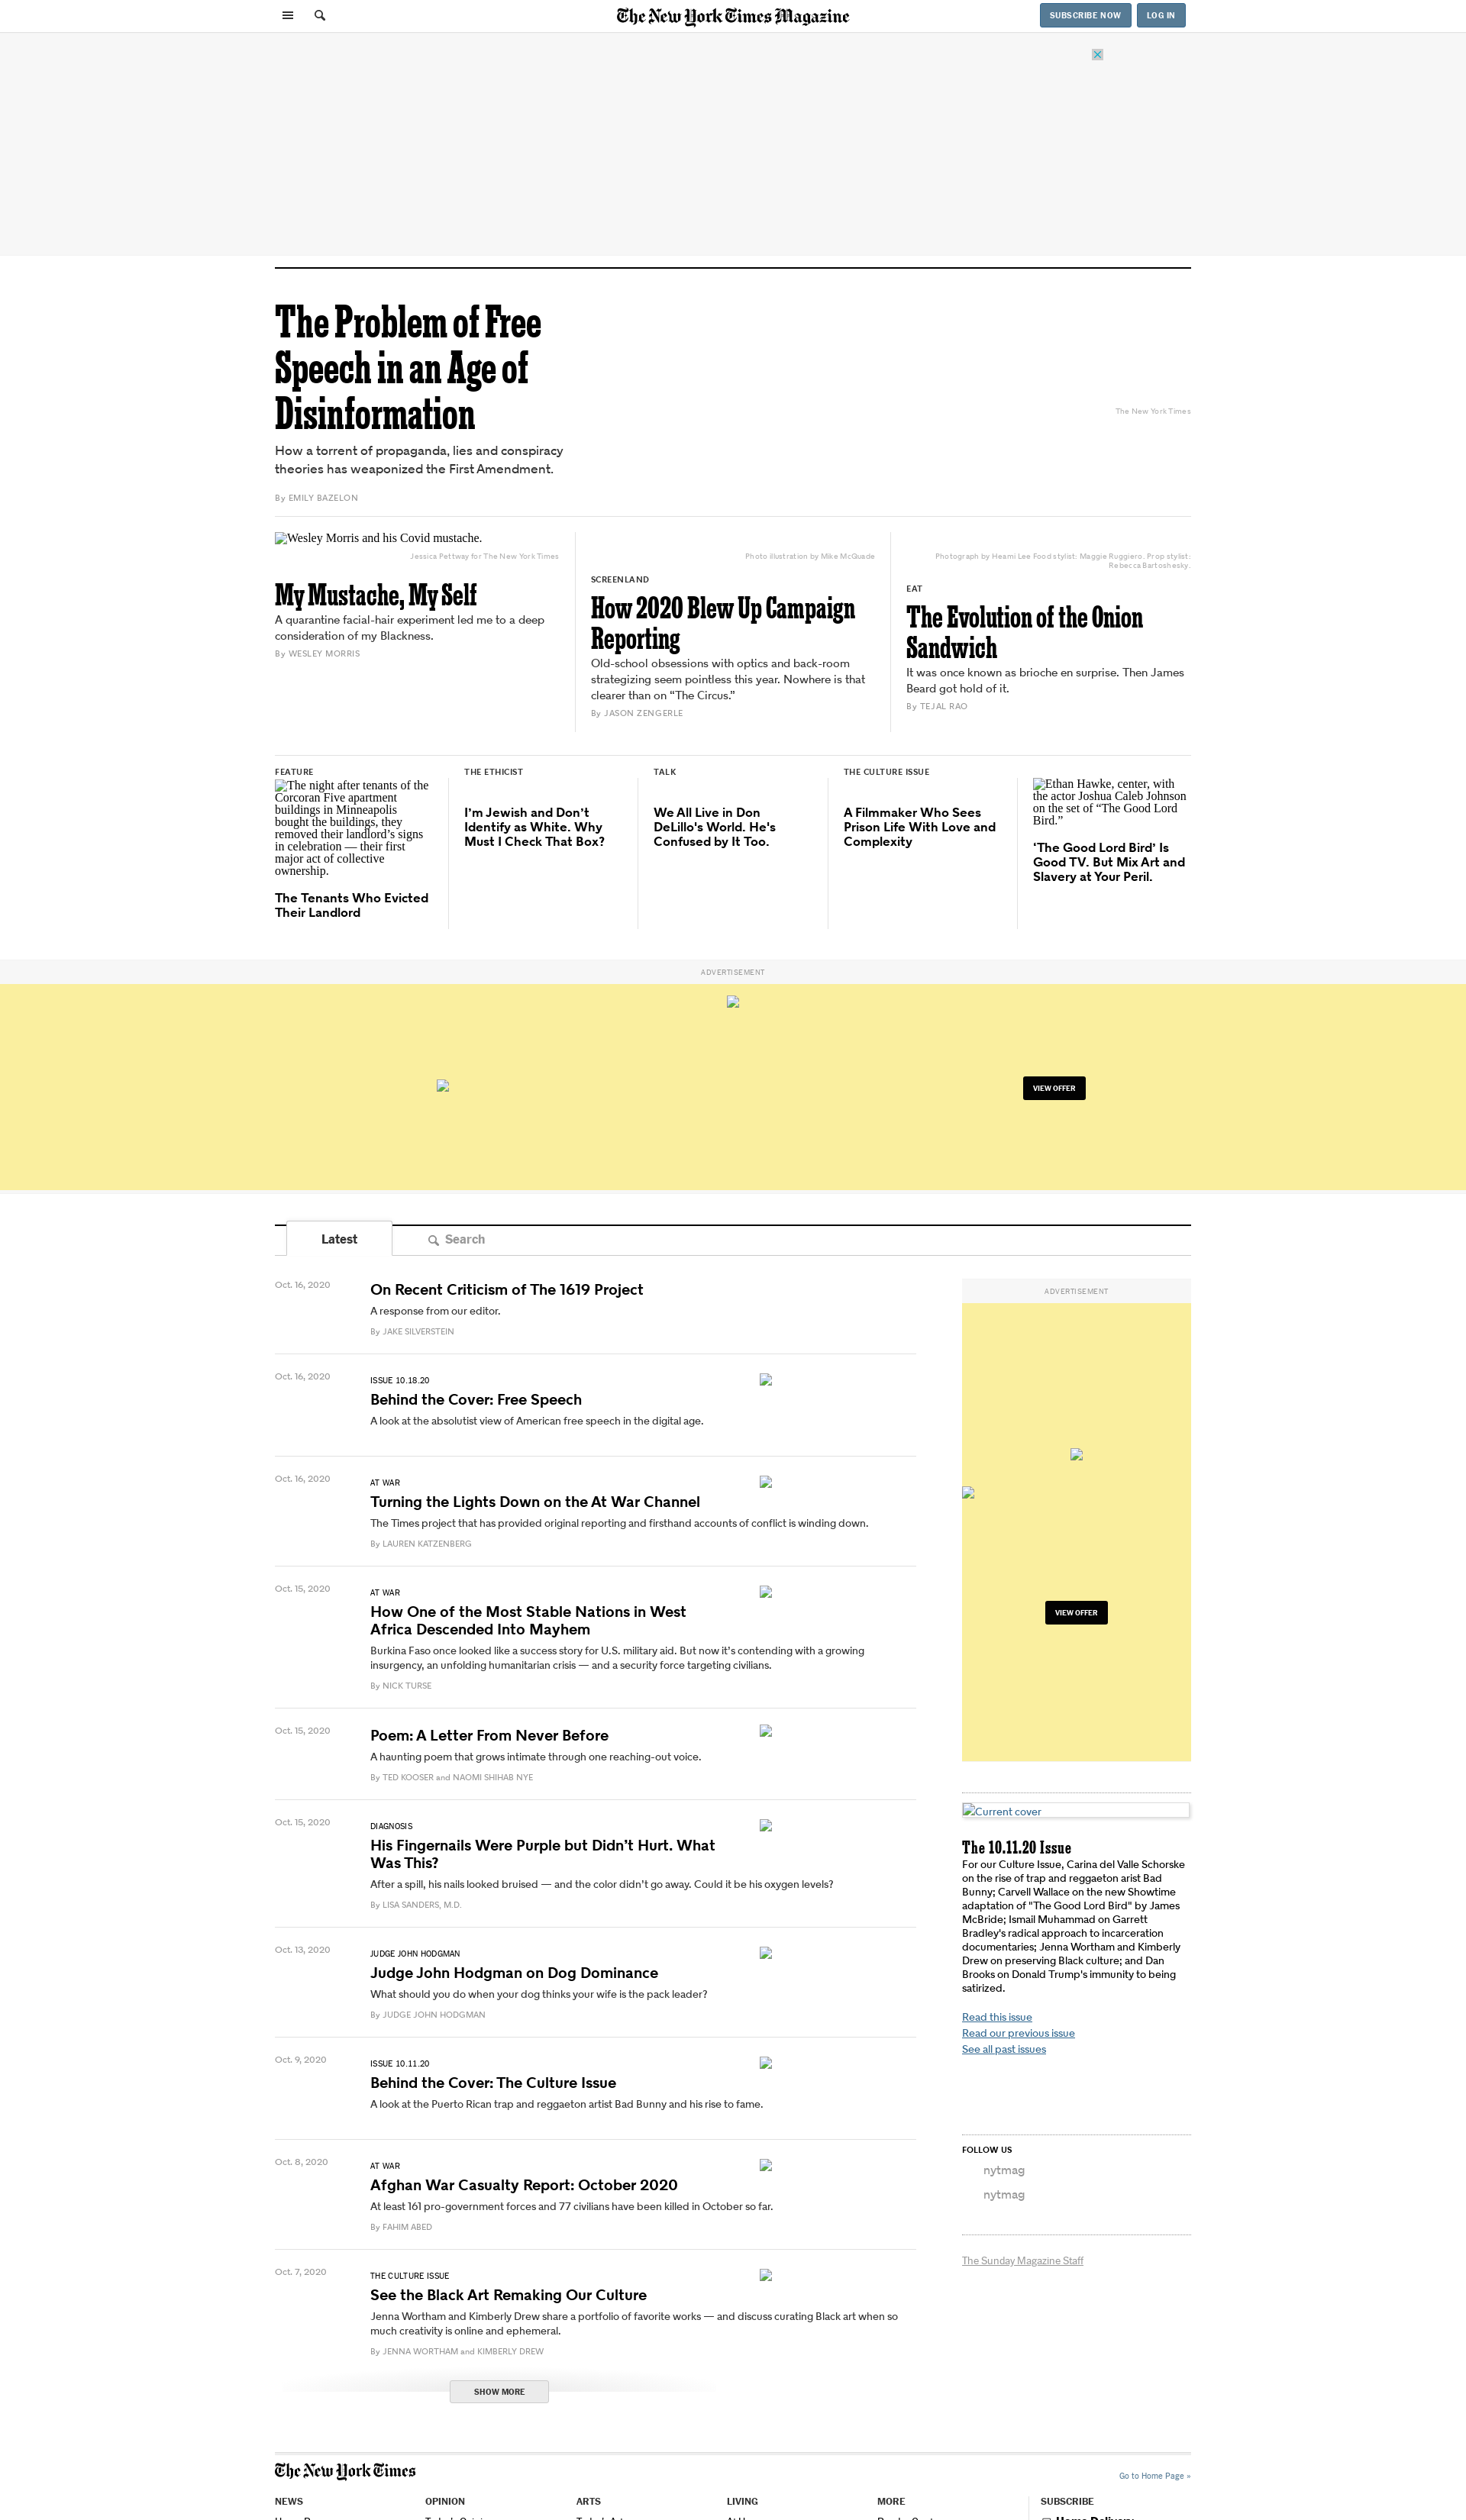 The New York Times Magazine
SUBSCRIBE NOW
LOG IN
The Problem of Free
Speech in an Age of
Disinformation
How a torrent of propaganda, lies and conspiracy
theories has weaponized the First Amendment.
By EMILY BAZELON
The New York Times
Wesley Morris and his Covid mustache.
Jessica Pettway for The New York Times
My Mustache, My Self
A quarantine facial-hair experiment led me to a deep
consideration of my Blackness.
By WESLEY MORRIS
Photo illustration by Mike McQuade
SCREENLAND
How 2020 Blew Up Campaign
Reporting
Old-school obsessions with optics and back-room
strategizing seem pointless this year. Nowhere is that
clearer than on “The Circus.”
By JASON ZENGERLE
Photograph by Heami Lee Food stylist: Maggie Ruggiero. Prop stylist:
Rebecca Bartoshesky.
EAT
The Evolution of the Onion
Sandwich
It was once known as brioche en surprise. Then James
Beard got hold of it.
By TEJAL RAO
FEATURE
The night after tenants of the
Corcoran Five apartment
buildings in Minneapolis
bought the buildings, they
removed their landlord’s signs
in celebration — their first
major act of collective
ownership.
The Tenants Who Evicted
Their Landlord
THE ETHICIST
I’m Jewish and Don’t
Identify as White. Why
Must I Check That Box?
TALK
We All Live in Don
DeLillo's World. He's
Confused by It Too.
THE CULTURE ISSUE
A Filmmaker Who Sees
Prison Life With Love and
Complexity
Ethan Hawke, center, with
the actor Joshua Caleb Johnson
on the set of “The Good Lord
Bird.”
‘The Good Lord Bird’ Is
Good TV. But Mix Art and
Slavery at Your Peril.
ADVERTISEMENT
VIEW OFFER
Latest
Search
Oct. 16, 2020
On Recent Criticism of The 1619 Project
A response from our editor.
By JAKE SILVERSTEIN
Oct. 16, 2020
ISSUE 10.18.20
Behind the Cover: Free Speech
A look at the absolutist view of American free speech in the digital age.
Oct. 16, 2020
AT WAR
Turning the Lights Down on the At War Channel
The Times project that has provided original reporting and firsthand accounts of conflict is winding down.
By LAUREN KATZENBERG
Oct. 15, 2020
AT WAR
How One of the Most Stable Nations in West
Africa Descended Into Mayhem
Burkina Faso once looked like a success story for U.S. military aid. But now it’s contending with a growing
insurgency, an unfolding humanitarian crisis — and a security force targeting civilians.
By NICK TURSE
Oct. 15, 2020
Poem: A Letter From Never Before
A haunting poem that grows intimate through one reaching-out voice.
By TED KOOSER and NAOMI SHIHAB NYE
Oct. 15, 2020
DIAGNOSIS
His Fingernails Were Purple but Didn’t Hurt. What
Was This?
After a spill, his nails looked bruised — and the color didn’t go away. Could it be his oxygen levels?
By LISA SANDERS, M.D.
Oct. 13, 2020
JUDGE JOHN HODGMAN
Judge John Hodgman on Dog Dominance
What should you do when your dog thinks your wife is the pack leader?
By JUDGE JOHN HODGMAN
Oct. 9, 2020
ISSUE 10.11.20
Behind the Cover: The Culture Issue
A look at the Puerto Rican trap and reggaeton artist Bad Bunny and his rise to fame.
Oct. 8, 2020
AT WAR
Afghan War Casualty Report: October 2020
At least 161 pro-government forces and 77 civilians have been killed in October so far.
By FAHIM ABED
Oct. 7, 2020
THE CULTURE ISSUE
See the Black Art Remaking Our Culture
Jenna Wortham and Kimberly Drew share a portfolio of favorite works — and discuss curating Black art when so
much creativity is online and ephemeral.
By JENNA WORTHAM and KIMBERLY DREW
SHOW MORE
ADVERTISEMENT
VIEW OFFER
Current cover
The 10.11.20 Issue
For our Culture Issue, Carina del Valle Schorske
on the rise of trap and reggaeton arist Bad
Bunny; Carvell Wallace on the new Showtime
adaptation of "The Good Lord Bird" by James
McBride; Ismail Muhammad on Garrett
Bradley's radical approach to incarceration
documentaries; Jenna Wortham and Kimberly
Drew on preserving Black culture; and Dan
Brooks on Donald Trump's immunity to being
satirized.
Read this issue
Read our previous issue
See all past issues
FOLLOW US
nytmag
nytmag
The Sunday Magazine Staff
The New York Times
Go to Home Page »
NEWS
OPINION
ARTS
LIVING
MORE
SUBSCRIBE